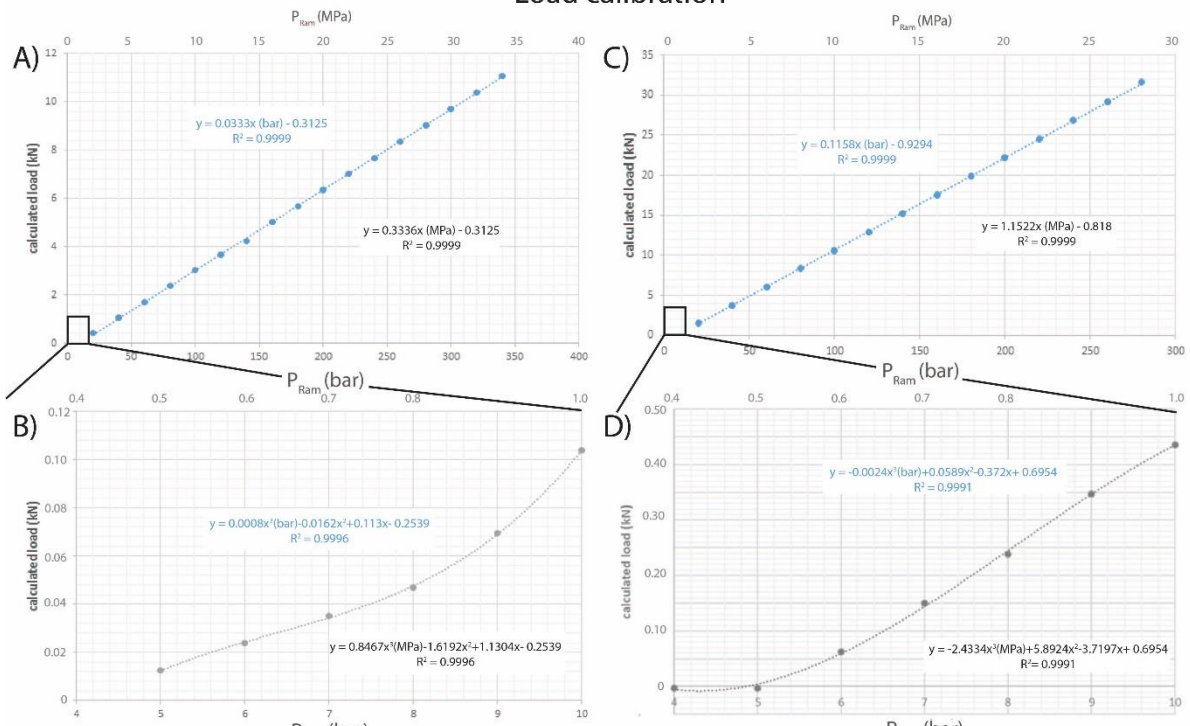 Load Calibration
A)
P Ram (MPa)
0 5 10 15 20 25 30 35 40
12
10
8
6
4
2
0
calculated load (kN)
y = 0.0333x (bar) - 0.3125
R² = 0.9999
y = 0.3336x (MPa) - 0.3125
R² = 0.9999
0 50 100 150 200 250 300 350 400
P Ram (bar)
C)
P Ram (MPa)
0 5 10 15 20 25 30
35
30
25
20
15
10
5
0
calculated load (kN)
y = 0.1158x (bar) - 0.9294
R² = 0.9999
y = 1.1522x (MPa) - 0.818
R² = 0.9999
0 50 100 150 200 250 300
P Ram (bar)
B)
0.4 0.5 0.6 0.7 0.8 1.0
0.12
0.10
0.08
0.06
0.04
0.02
0
calculated load (kN)
y = 0.0008x³(bar)-0.0162x²+0.113x- 0.2539
R² = 0.9996
y = 0.8467x³(MPa)-1.6192x²+1.1304x- 0.2539
R² = 0.9996
4 5 6 7 8 9 10
D)
0.4 0.5 0.6 0.7 0.8 1.0
0.50
0.40
0.30
0.20
0.10
0
calculated load (kN)
y = -0.0024x³(bar)+0.0589x²-0.372x+ 0.6954
R² = 0.9991
y = -2.4334x³(MPa)+5.8924x²-3.7197x+ 0.6954
R²= 0.9991
4 5 6 7 8 9 10